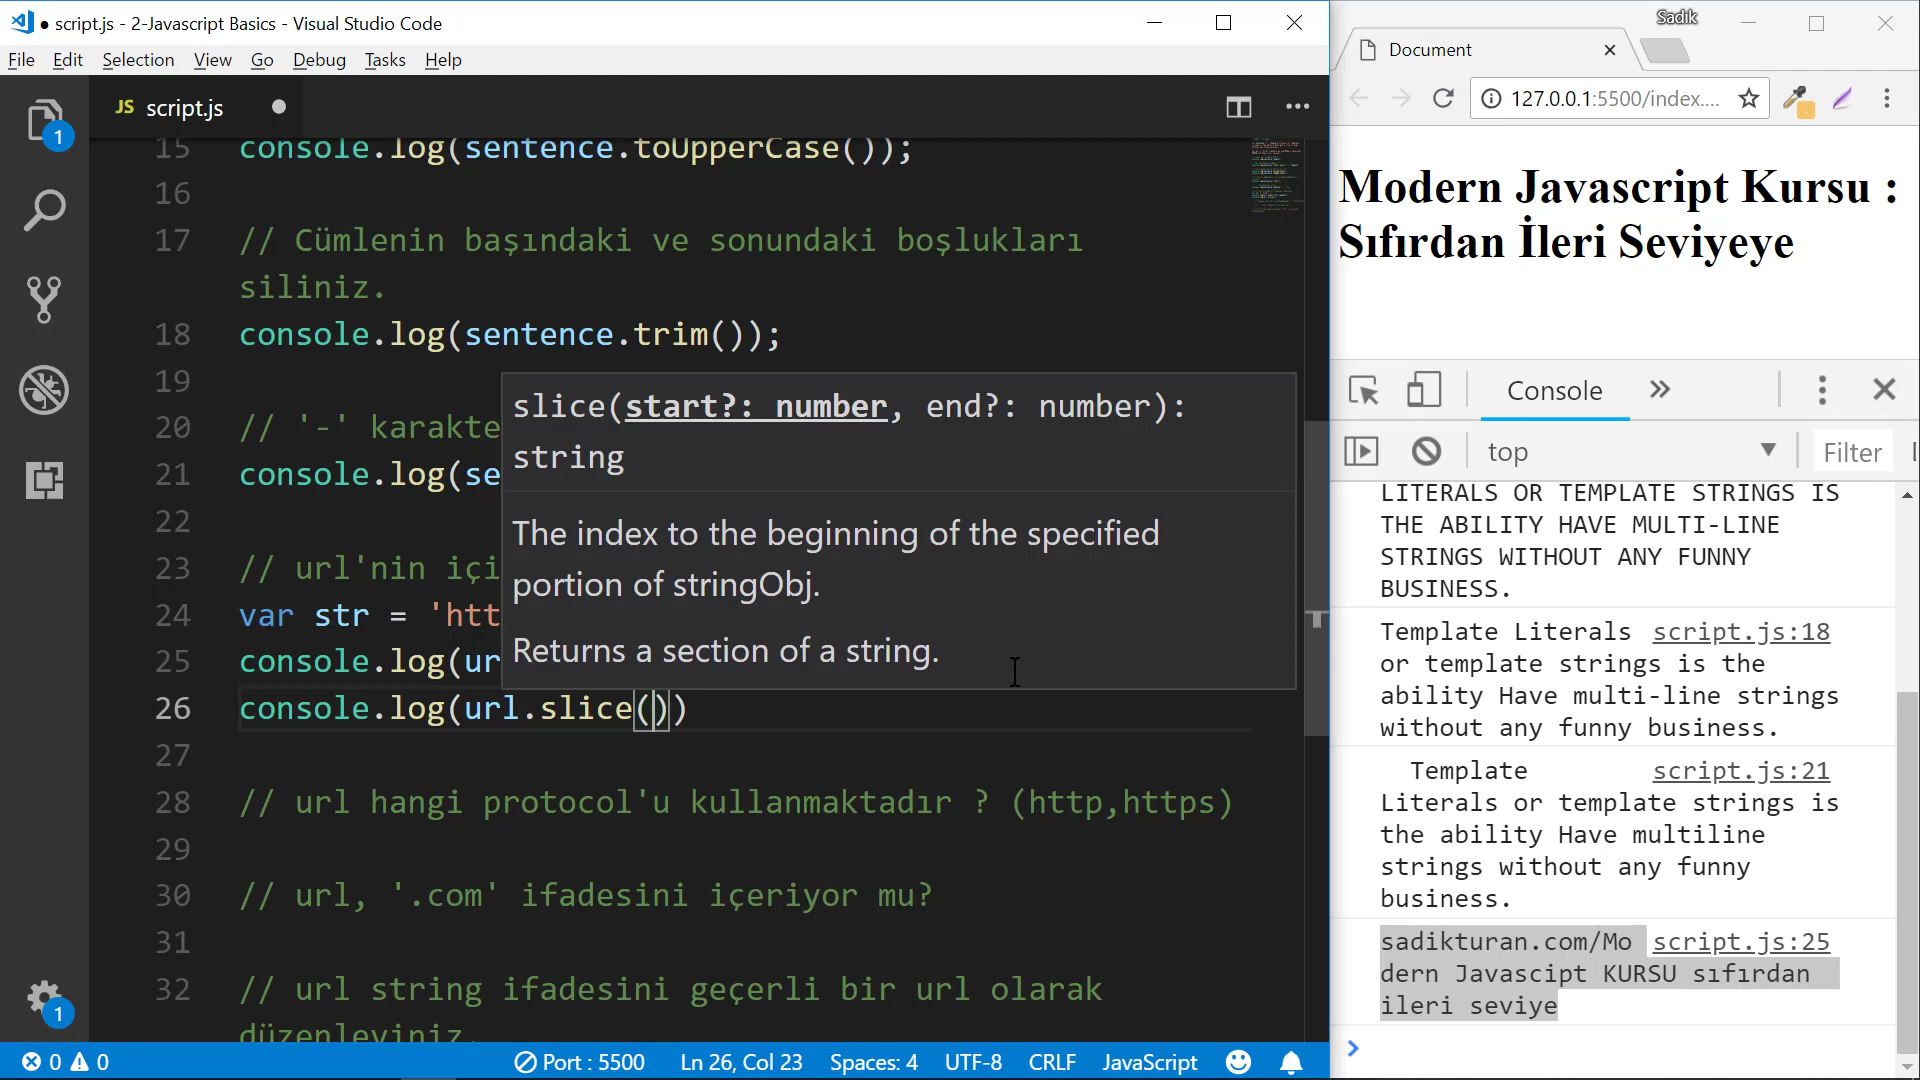 ● script.js - 2-Javascript Basics - Visual Studio Code
File Edit Selection View Go Debug Tasks Help
JS script.js
1
15 console.log(sentence.toUpperCase());
16
17 // Cümlenin başındaki ve sonundaki boşlukları
siliniz.
18 console.log(sentence.trim());
19
20 // '-' karakte
21 console.log(se
22
23 // url'nin içi
24 var str = 'htt
25 console.log(ur
26 console.log(url.slice())
27
28 // url hangi protocol'u kullanmaktadır ? (http,https)
29
30 // url, '.com' ifadesini içeriyor mu?
31
32 // url string ifadesini geçerli bir url olarak
düzenleyiniz.
slice(start?: number, end?: number):
string
The index to the beginning of the specified
portion of stringObj.
Returns a section of a string.
1
0 0 Port : 5500 Ln 26, Col 23 Spaces: 4 UTF-8 CRLF JavaScript
Sadik
Document
127.0.0.1:5500/index....
Modern Javascript Kursu :
Sıfırdan İleri Seviyeye
Console
top Filter
LITERALS OR TEMPLATE STRINGS IS
THE ABILITY HAVE MULTI-LINE
STRINGS WITHOUT ANY FUNNY
BUSINESS.
Template Literals script.js:18
or template strings is the
ability Have multi-line strings
without any funny business.
Template script.js:21
Literals or template strings is
the ability Have multiline
strings without any funny
business.
sadikturan.com/Mo script.js:25
dern Javascipt KURSU sıfırdan
ileri seviye